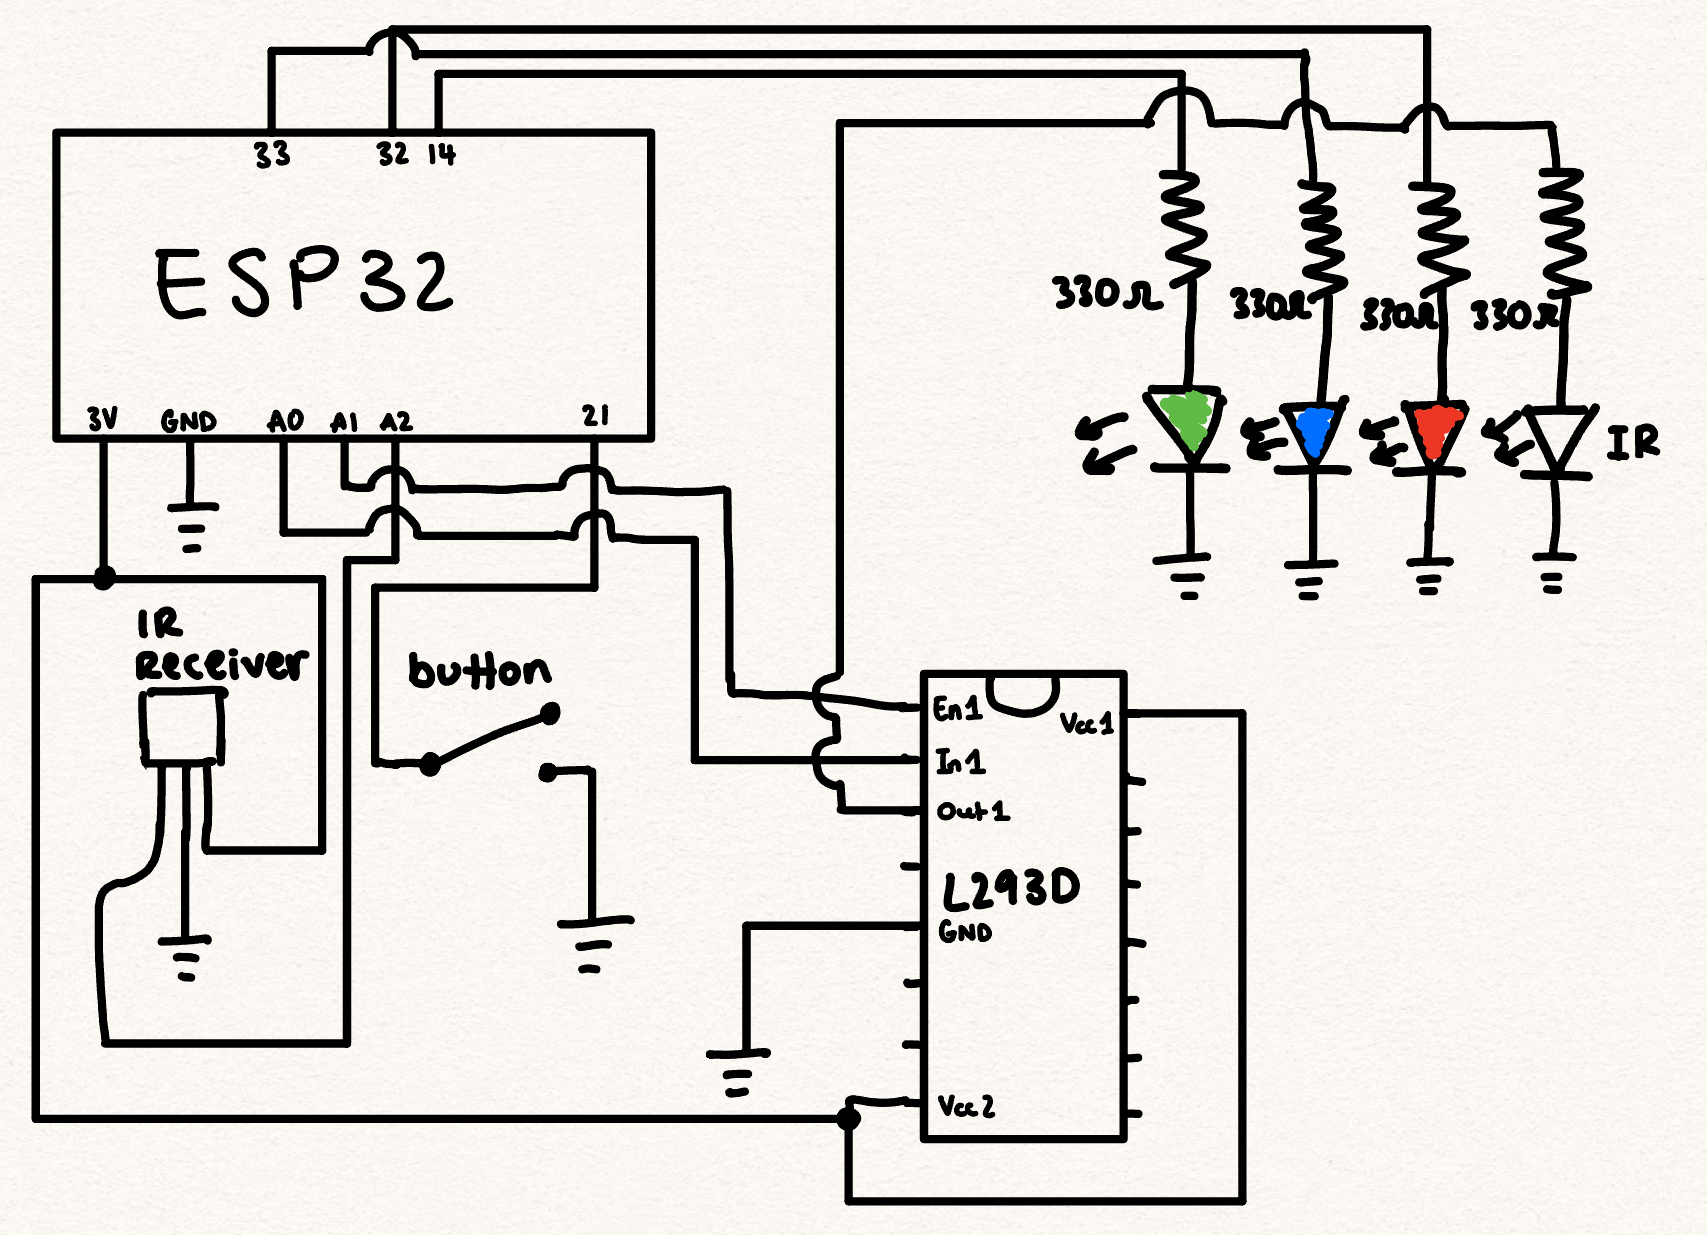 33 32 14
ESP32
3V GND A0 A1 A2 21
330Ω 330Ω 330Ω 330Ω
IR
IR
Receiver
button
En1 Vcc1
In1
Out1
L293D
GND
Vcc2